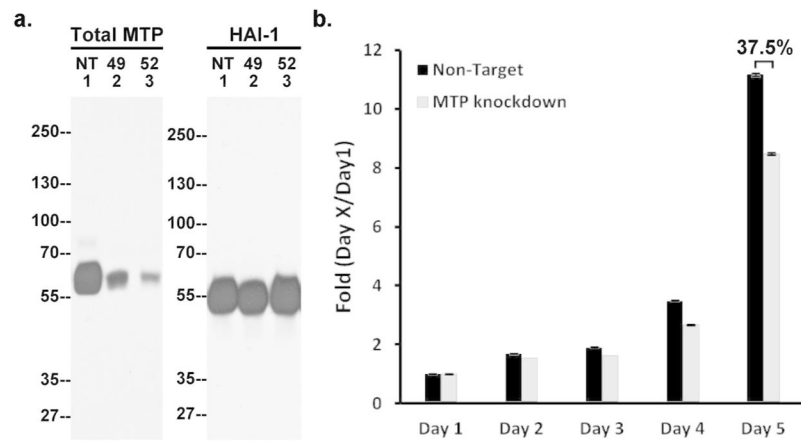 a.
Total MTP HAI-1
NT 49 52 NT 49 52
1 2 3 1 2 3
250-- 250--
130-- 130--
100-- 100--
70-- 70--
55-- 55--
35-- 35--
27-- 27--
b.
37.5%
Non-Target
MTP knockdown
Fold (Day X/Day1)
12
10
8
6
4
2
0
Day 1 Day 2 Day 3 Day 4 Day 5